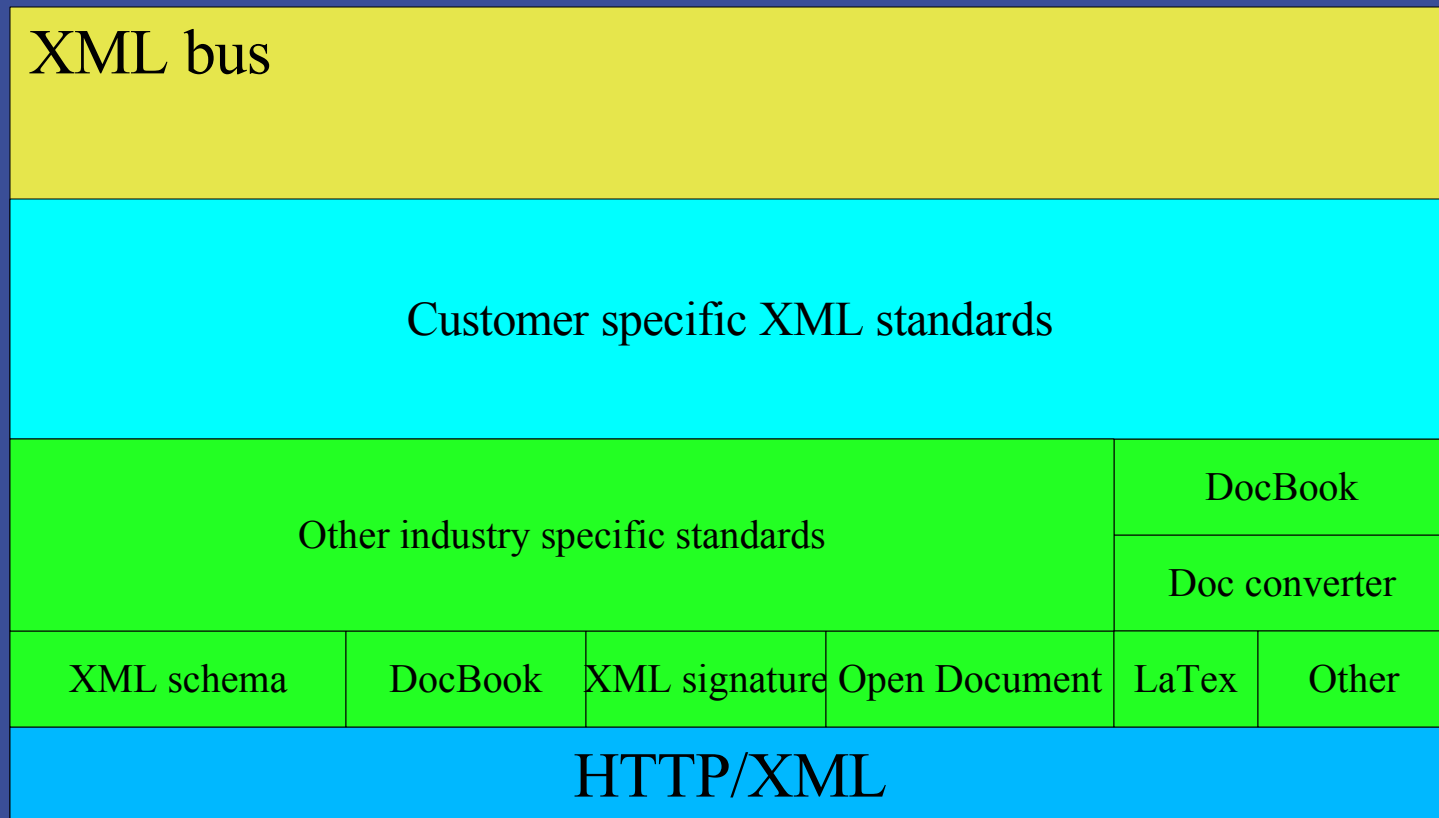 XML bus
Customer specific XML standards
Other industry specific standards
DocBook
Doc converter
XML schema
DocBook
XML signature
Open Document
LaTex
Other
HTTP/XML